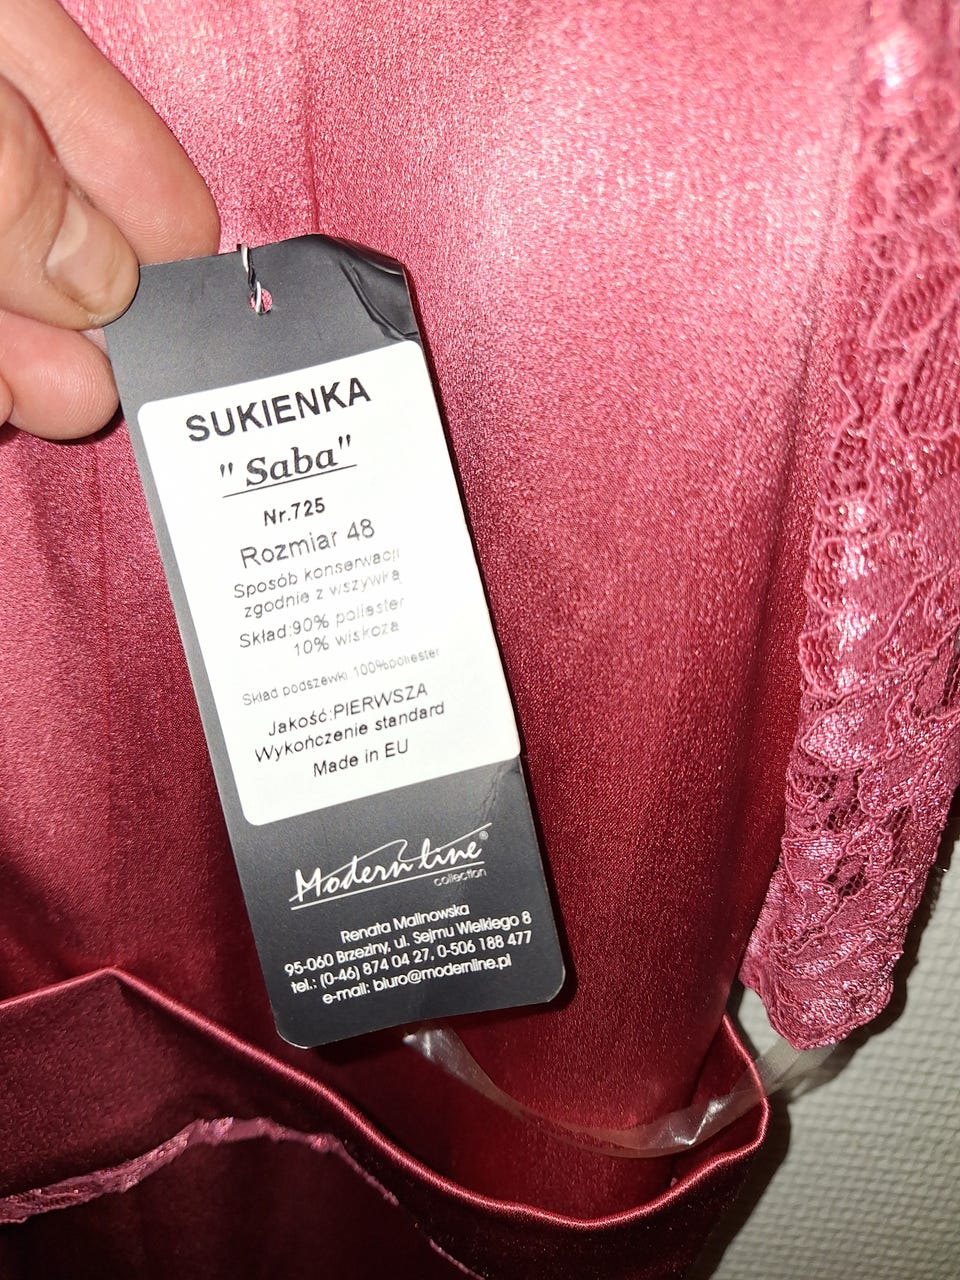 SUKIENKA
" Saba"
Nr.725
Rozmiar 48
Sposób konserwacji
zgodnie z wszywką
Skład:90% poliester
10% wiskoza
Skład podszewki:100%poliester
Jakość:PIERWSZA
Wykończenie standard
Made in EU
Modern line®
collection
Renata Malinowska
95-060 Brzeziny, ul. Sejmu Wielkiego 8
tel.: (0-46) 874 04 27, 0-506 188 477
e-mail: biuro@modernline.pl